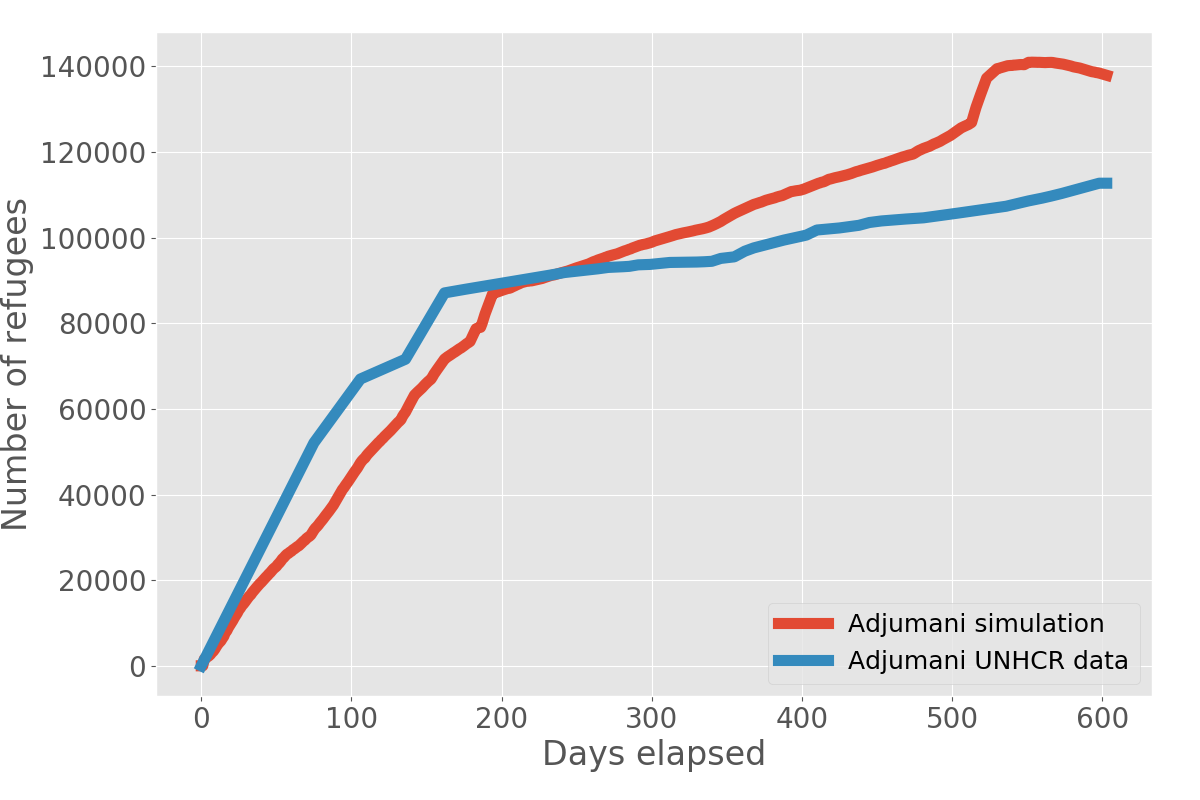 140000
120000
100000
80000
60000
40000
20000
0
Number of refugees
Adjumani simulation
Adjumani UNHCR data
0 100 200 300 400 500 600
Days elapsed